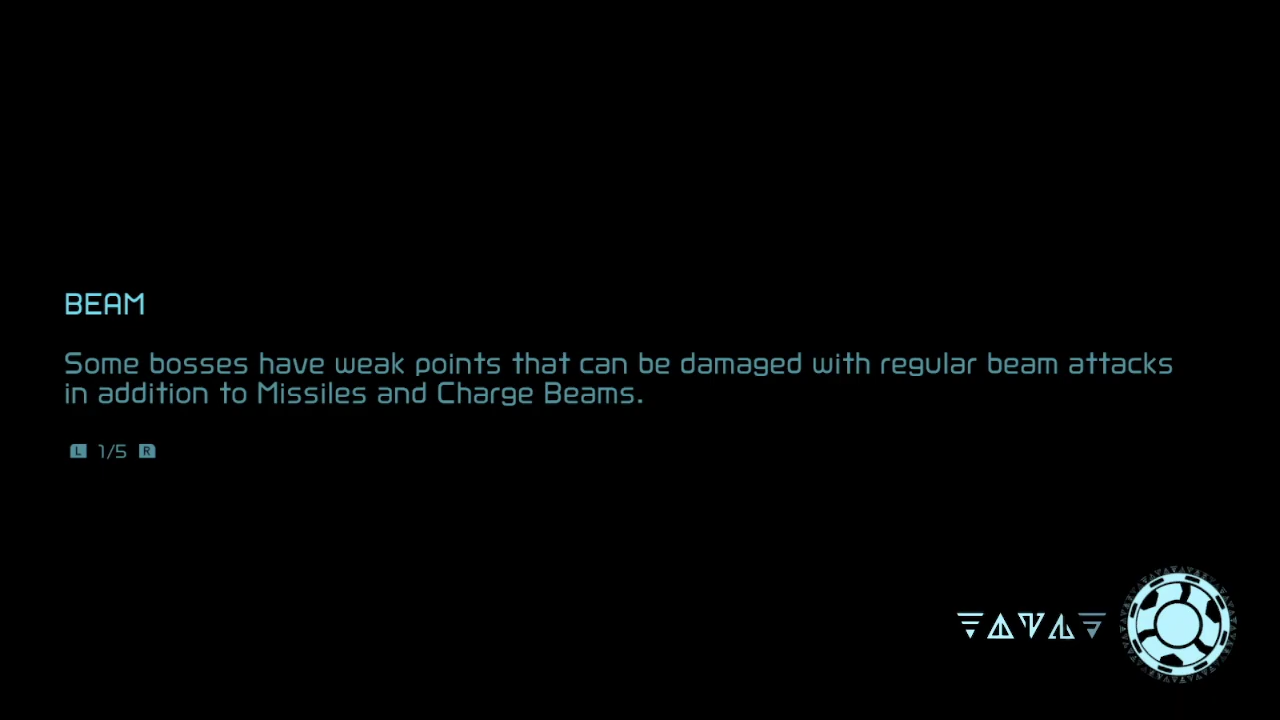 BEAM
Some bosses have weak points that can be damaged with regular beam attacks
in addition to Missiles and Charge Beams.
L 1/5 R